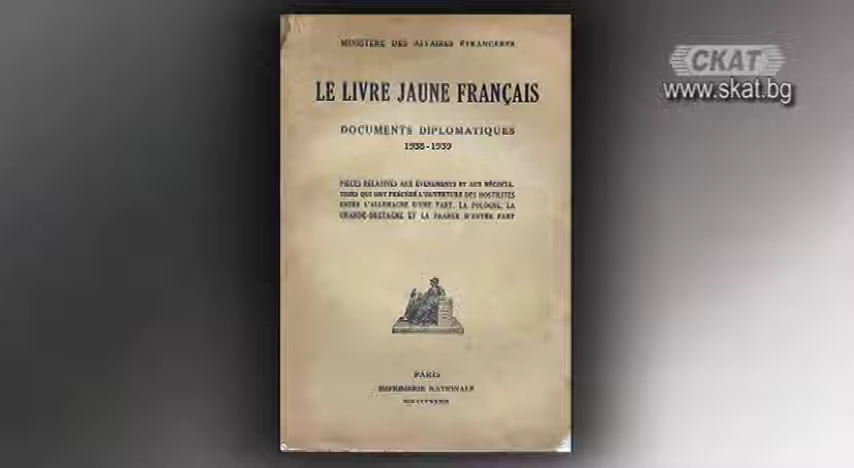 MINISTÈRE DES AFFAIRES ÉTRANGÈRES
LE LIVRE JAUNE FRANÇAIS
DOCUMENTS DIPLOMATIQUES
1938-1939
PIÈCES RELATIVES AUX ÉVÉNEMENTS ET AUX NÉGOCIA-
TIONS QUI ONT PRÉCÉDÉ L'OUVERTURE DES HOSTILITÉS
ENTRE L'ALLEMAGNE D'UNE PART, LA POLOGNE, LA
GRANDE-BRETAGNE ET LA FRANCE D'AUTRE PART
PARIS
IMPRIMERIE NATIONALE
СКАТ
www.skat.bg